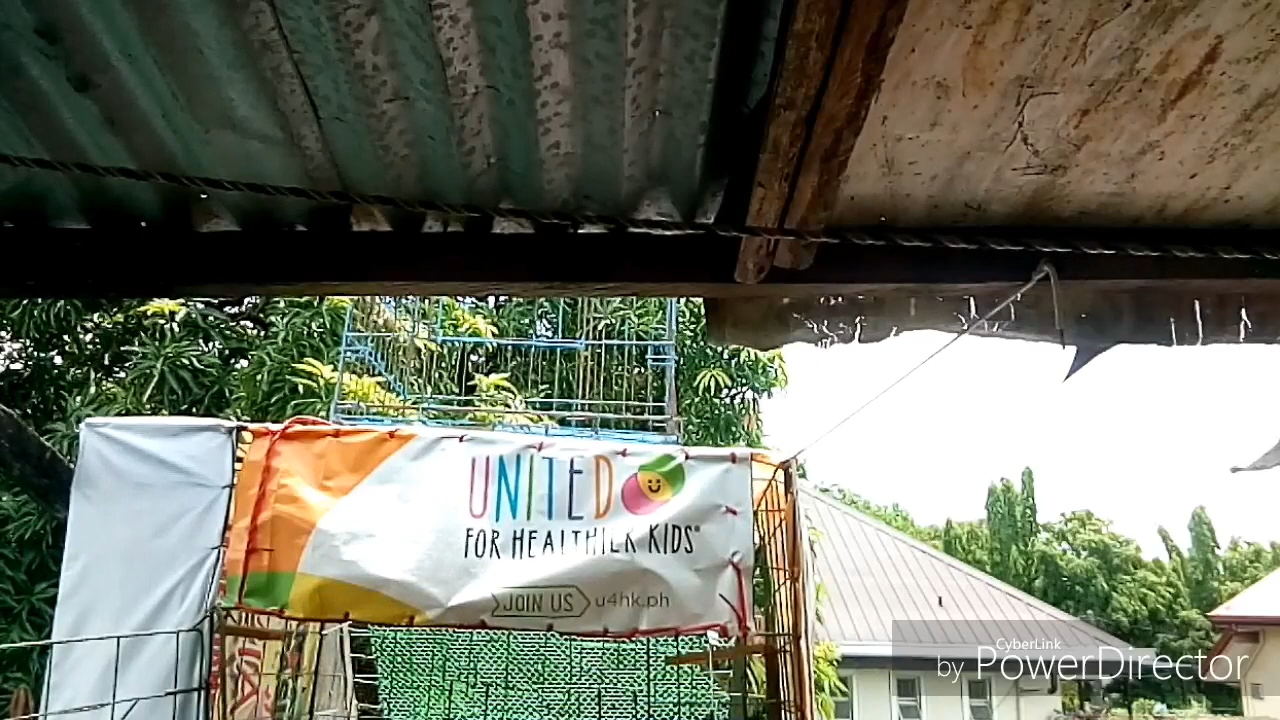 UNITED
FOR HEALTHIER KIDS®
JOIN US u4hk.ph
CyberLink
by PowerDirector